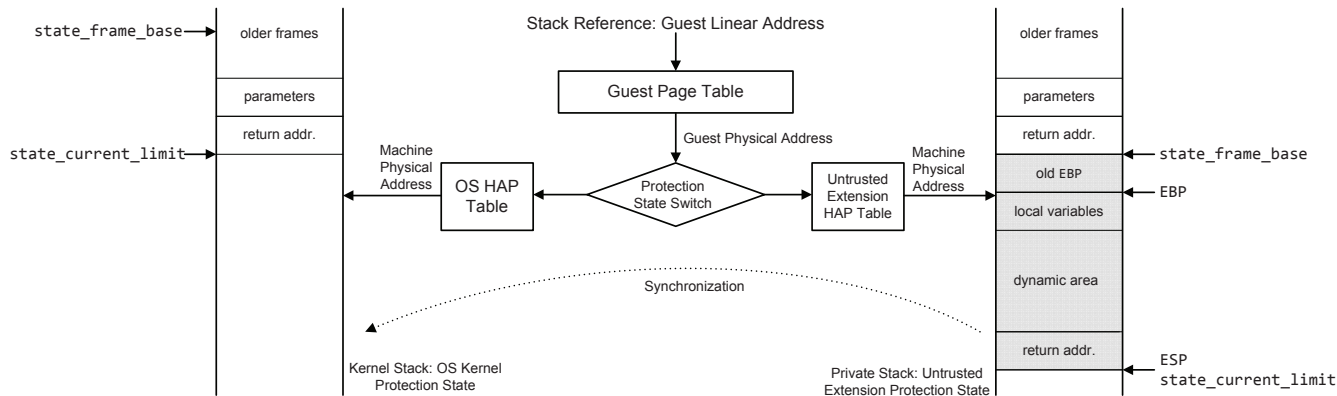 Stack Reference: Guest Linear Address
state_frame_base
older frames
parameters
return addr.
state_current_limit
Guest Page Table
Guest Physical Address
Machine
Physical
Address
OS HAP
Table
Protection
State Switch
Untrusted
Extension
HAP Table
Machine
Physical
Address
Synchronization
Kernel Stack: OS Kernel
Protection State
Private Stack: Untrusted
Extension Protection State
older frames
parameters
return addr.
state_frame_base
old EBP
EBP
local variables
dynamic area
return addr.
ESP
state_current_limit